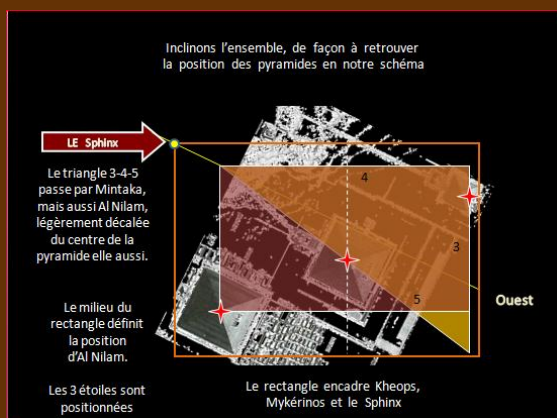 Inclinons l'ensemble, de façon à retrouver
la position des pyramides en notre schéma
LE Sphinx
Le triangle 3-4-5
passe par Mintaka,
mais aussi Al Nilam,
légèrement décalée
du centre de la
pyramide elle aussi.
4
3
5
Ouest
Le milieu du
rectangle définit
la position
d'Al Nilam.
Les 3 étoiles sont
positionnées
Le rectangle encadre Kheops,
Mykérinos et le Sphinx